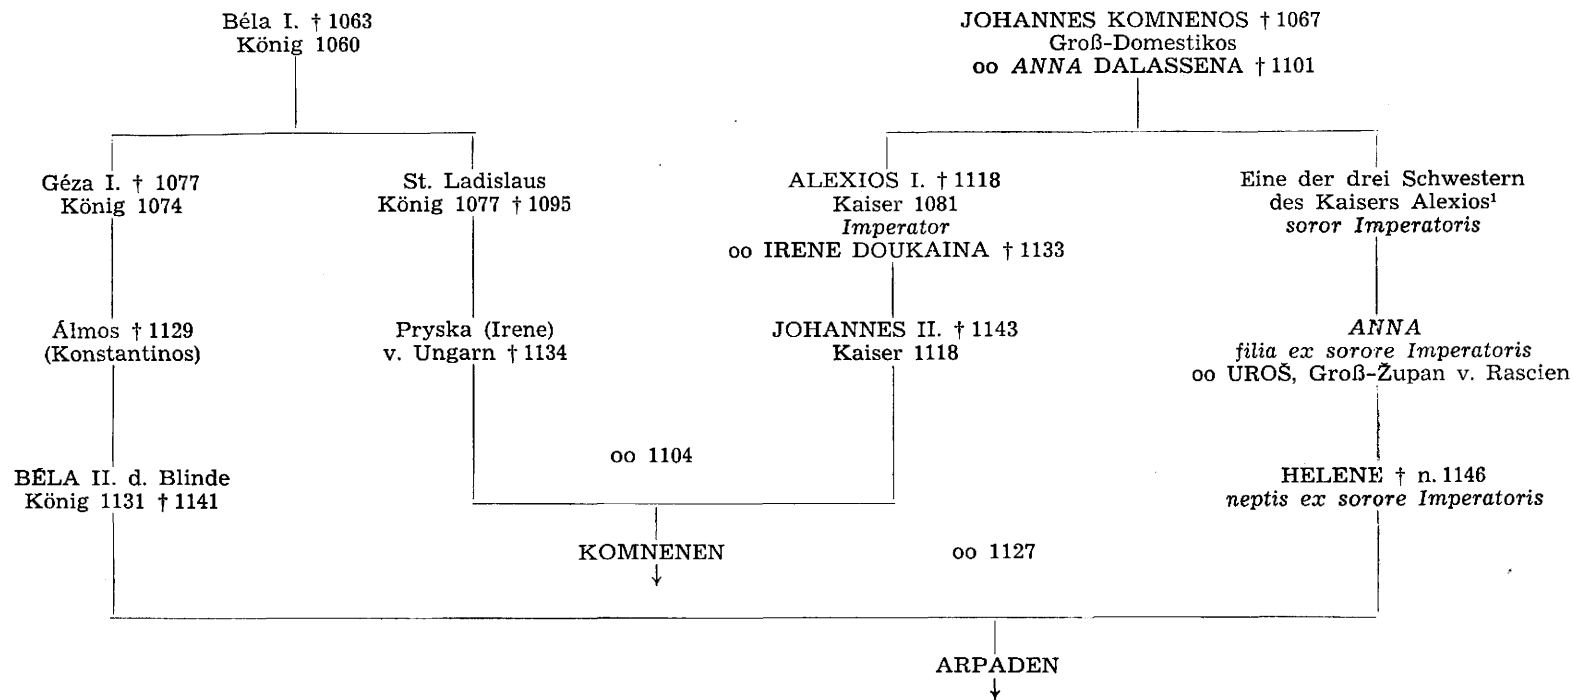 Béla I. † 1063
König 1060
JOHANNES KOMNENOS † 1067
Groß-Domestikos
oo ANNA DALASSENA † 1101
Géza I. † 1077
König 1074
St. Ladislaus
König 1077 † 1095
ALEXIOS I. † 1118
Kaiser 1081
Imperator
oo IRENE DOUKAINA † 1133
Eine der drei Schwestern
des Kaisers Alexios¹
soror Imperatoris
Álmos † 1129
(Konstantinos)
Pryska (Irene)
v. Ungarn † 1134
JOHANNES II. † 1143
Kaiser 1118
ANNA
filia ex sorore Imperatoris
oo UROŠ, Groß-Župan v. Rascien
oo 1104
BÉLA II. d. Blinde
König 1131 † 1141
HELENE † n. 1146
neptis ex sorore Imperatoris
KOMNENEN
oo 1127
ARPADEN